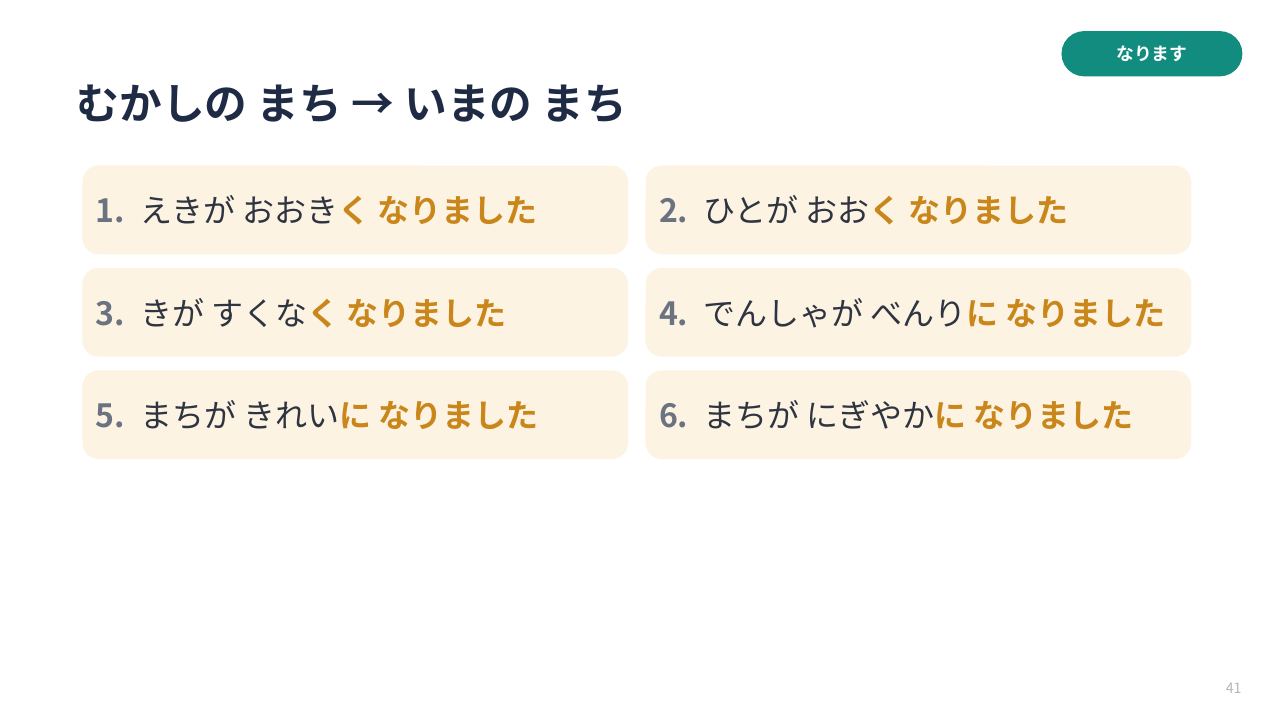 なります
むかしの まち → いまの まち
1. えきが おおきく なりました
2. ひとが おおく なりました
3. きが すくなく なりました
4. でんしゃが べんりに なりました
5. まちが きれいに なりました
6. まちが にぎやかに なりました
41